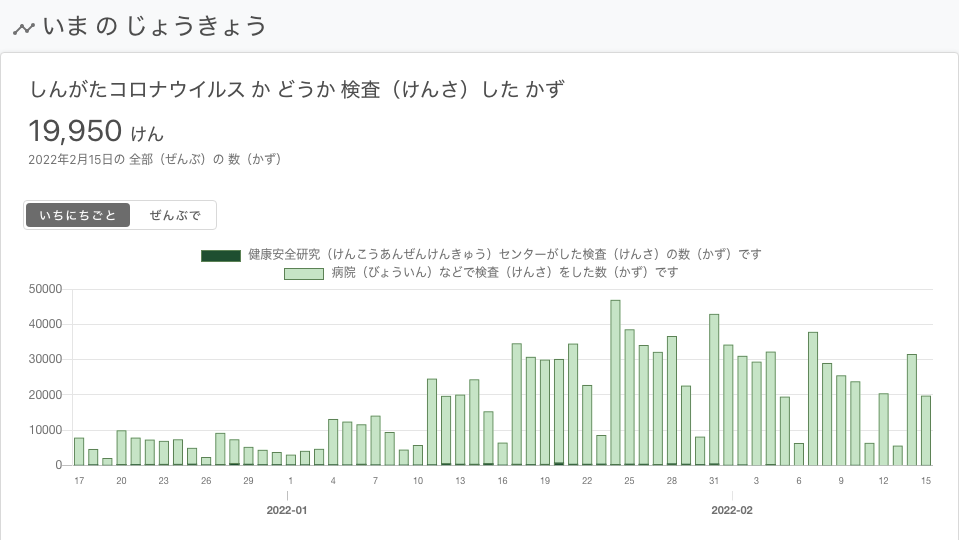 いま の じょうきょう
しんがたコロナウイルス か どうか 検査（けんさ）した かず
19,950 けん
2022年2月15日の 全部（ぜんぶ）の 数（かず）
いちにちごと ぜんぶで
健康安全研究（けんこうあんぜんけんきゅう）センターがした検査（けんさ）の数（かず）です
病院（びょういん）などで検査（けんさ）をした数（かず）です
50000
40000
30000
20000
10000
0
17 20 23 26 29 1 4 7 10 13 16 19 22 25 28 31 3 6 9 12 15
2022-01 2022-02